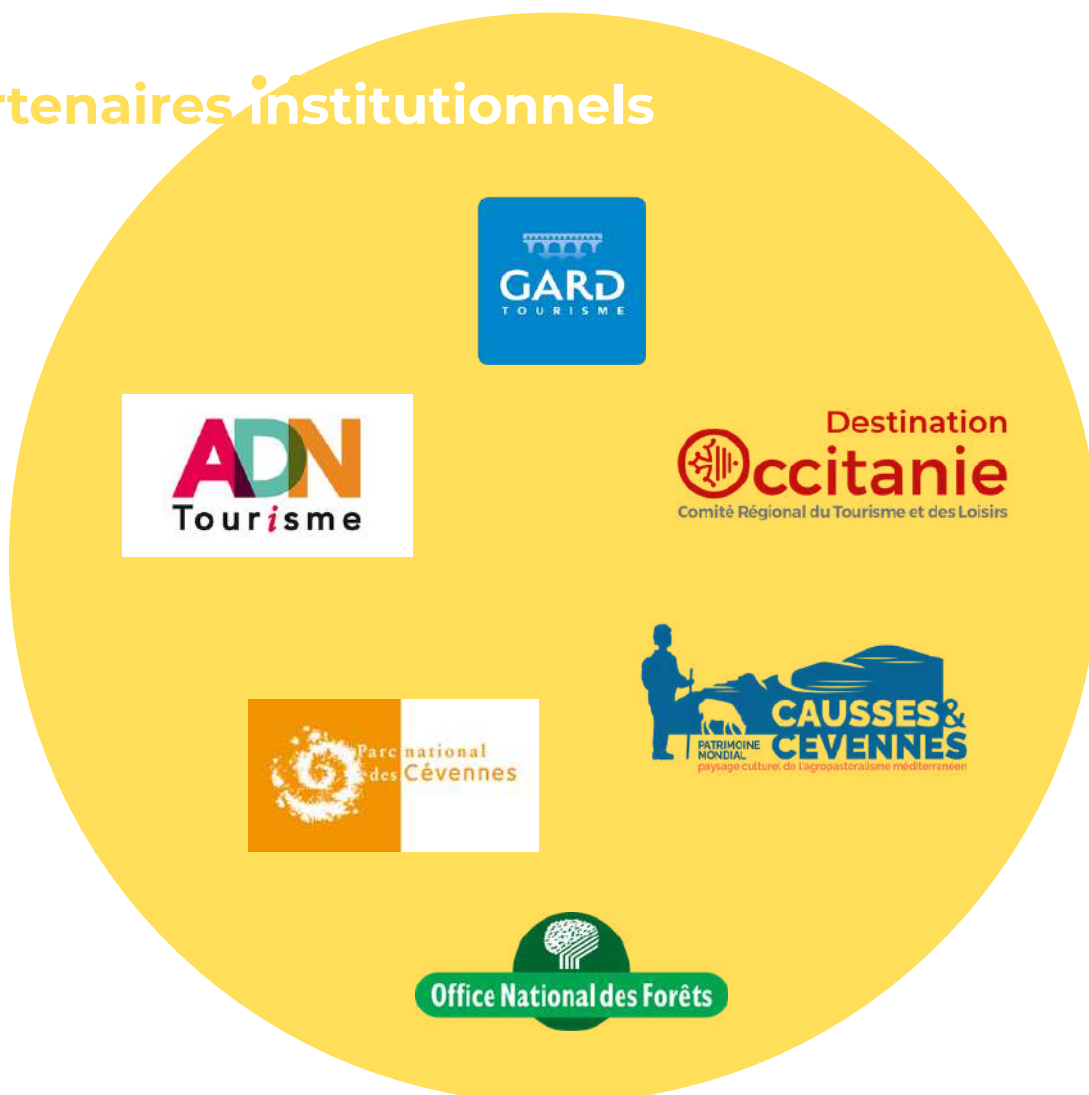 rtenaires institutionnels
GARD
TOURISME
ADN
Tourisme
Destination
Occitanie
Comité Régional du Tourisme et des Loisirs
CAUSSES&
PATRIMOINE
MONDIAL
CEVENNES
paysage culturel de l'agropastoralisme méditerranéen
Parc national
des Cévennes
Office National des Forêts